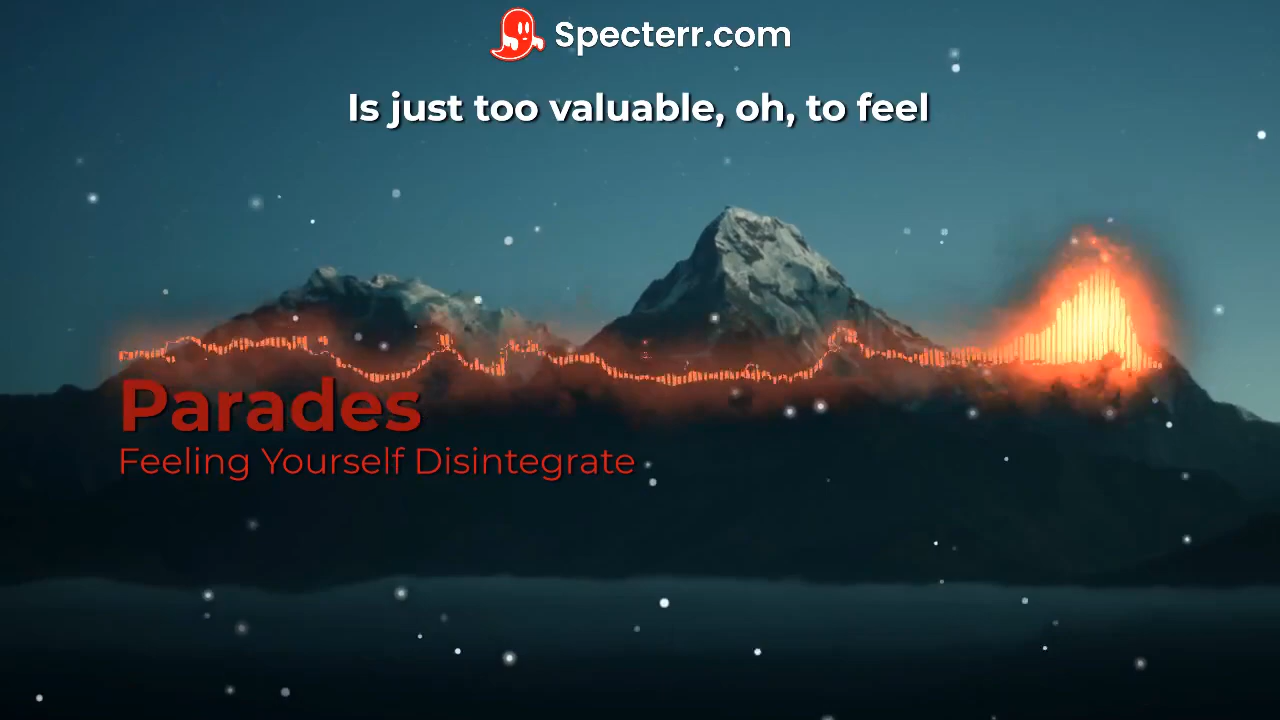 Specterr.com
Is just too valuable, oh, to feel
Parades
Feeling Yourself Disintegrate